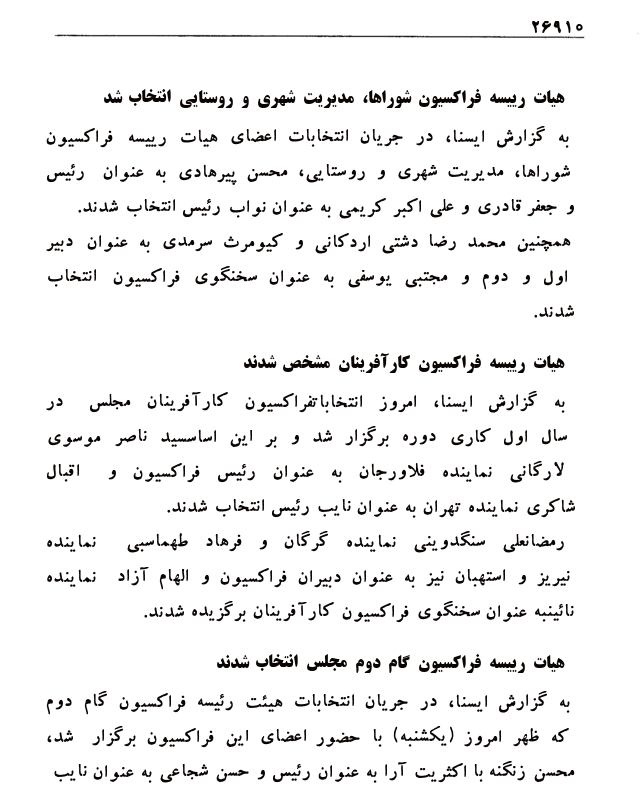 ۲۶۹۱۰
هیات رییسه فراکسیون شوراها، مدیریت شهری و روستایی انتخاب شد
به گزارش ایسنا، در جریان انتخابات اعضای هیات رییسه فراکسیون
شوراها، مدیریت شهری و روستایی، محسن پیرهادی به عنوان رئیس
و جعفر قادری و علی اکبر کریمی به عنوان نواب رئیس انتخاب شدند.
همچنین محمد رضا دشتی اردکانی و کیومرث سرمدی به عنوان دبیر
اول و دوم و مجتبی یوسفی به عنوان سخنگوی فراکسیون انتخاب
شدند.
هیات رییسه فراکسیون کارآفرینان مشخص شدند
به گزارش ایسنا، امروز انتخاباتفراکسیون کارآفرینان مجلس در
سال اول کاری دوره برگزار شد و بر این اساسسید ناصر موسوی
لارگانی نماینده فلاورجان به عنوان رئیس فراکسیون و اقبال
شاکری نماینده تهران به عنوان نایب رئیس انتخاب شدند.
رمضانعلی سنگدوینی نماینده گرگان و فرهاد طهماسبی نماینده
نیریز و استهبان نیز به عنوان دبیران فراکسیون و الهام آزاد نماینده
نائینبه عنوان سخنگوی فراکسیون کارآفرینان برگزیده شدند.
هیات رییسه فراکسیون گام دوم مجلس انتخاب شدند
به گزارش ایسنا، در جریان انتخابات هیئت رئیسه فراکسیون گام دوم
که ظهر امروز (یکشنبه) با حضور اعضای این فراکسیون برگزار شد،
محسن زنگنه با اکثریت آرا به عنوان رئیس و حسن شجاعی به عنوان نایب